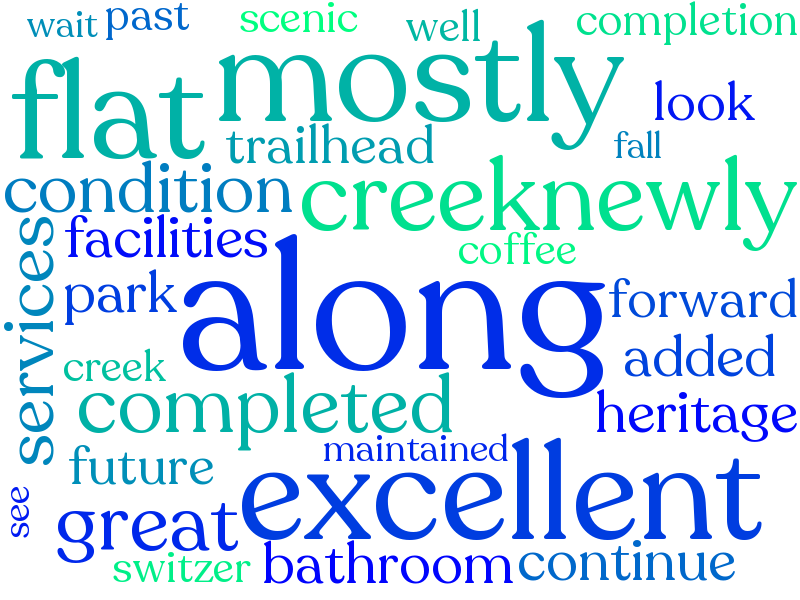 wait past scenic well completion
flat mostly look
trailhead fall
condition creeknewly
services facilities coffee
park along forward
creek added
completed heritage
future maintained
see great excellent
switzer bathroom continue